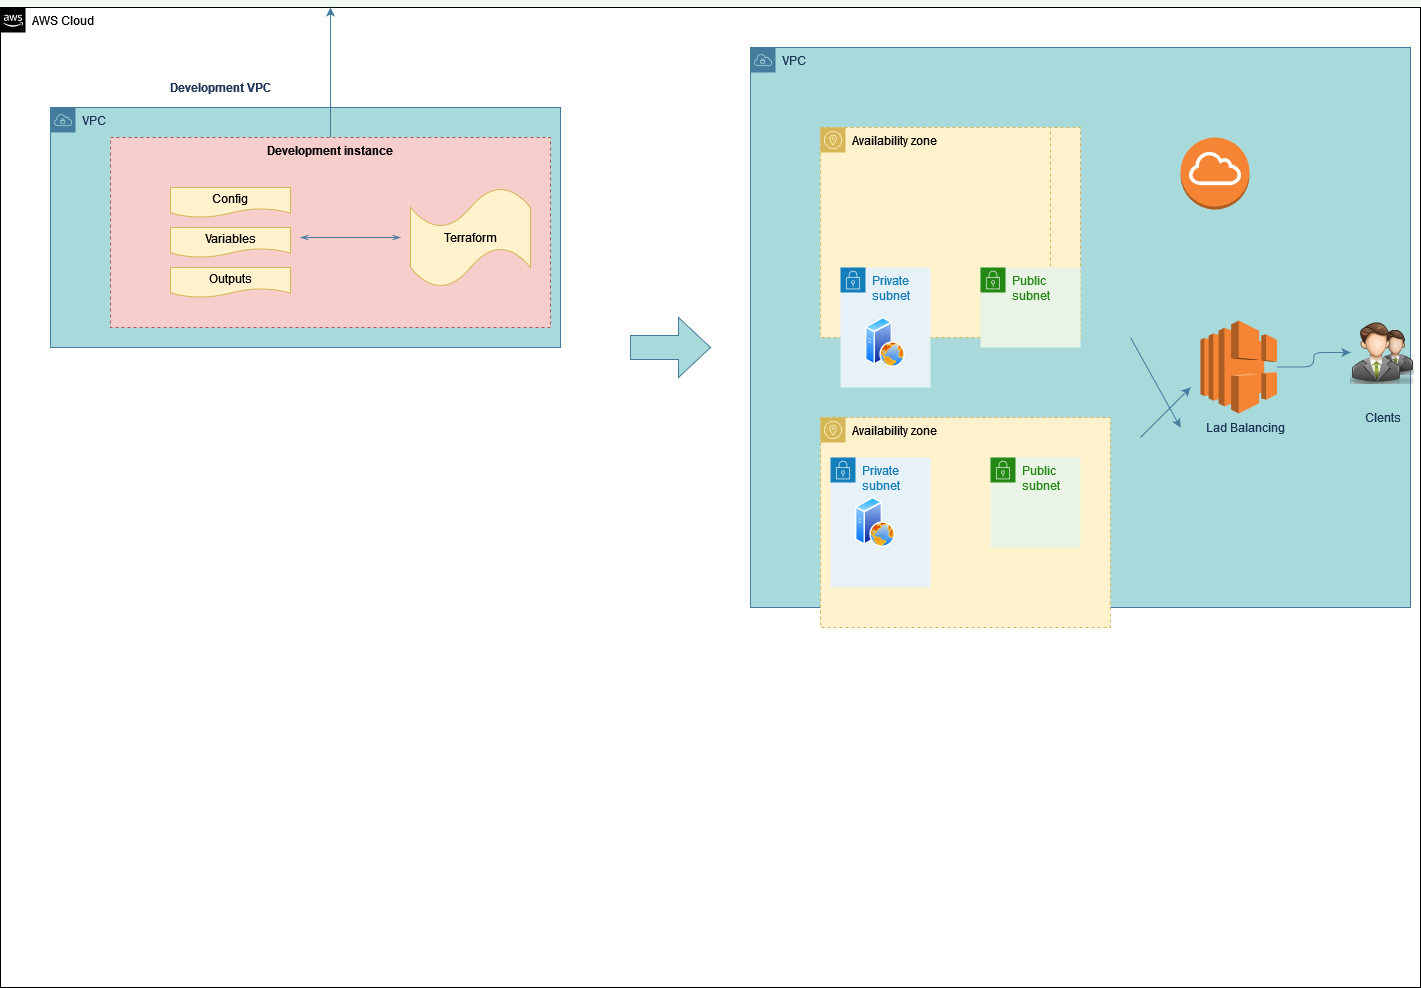 aws
AWS Cloud
Development VPC
VPC
Development instance
Config
Variables
Outputs
Terraform
VPC
Availability zone
Private
subnet
Public
subnet
Lad Balancing
Clents
Availability zone
Private
subnet
Public
subnet